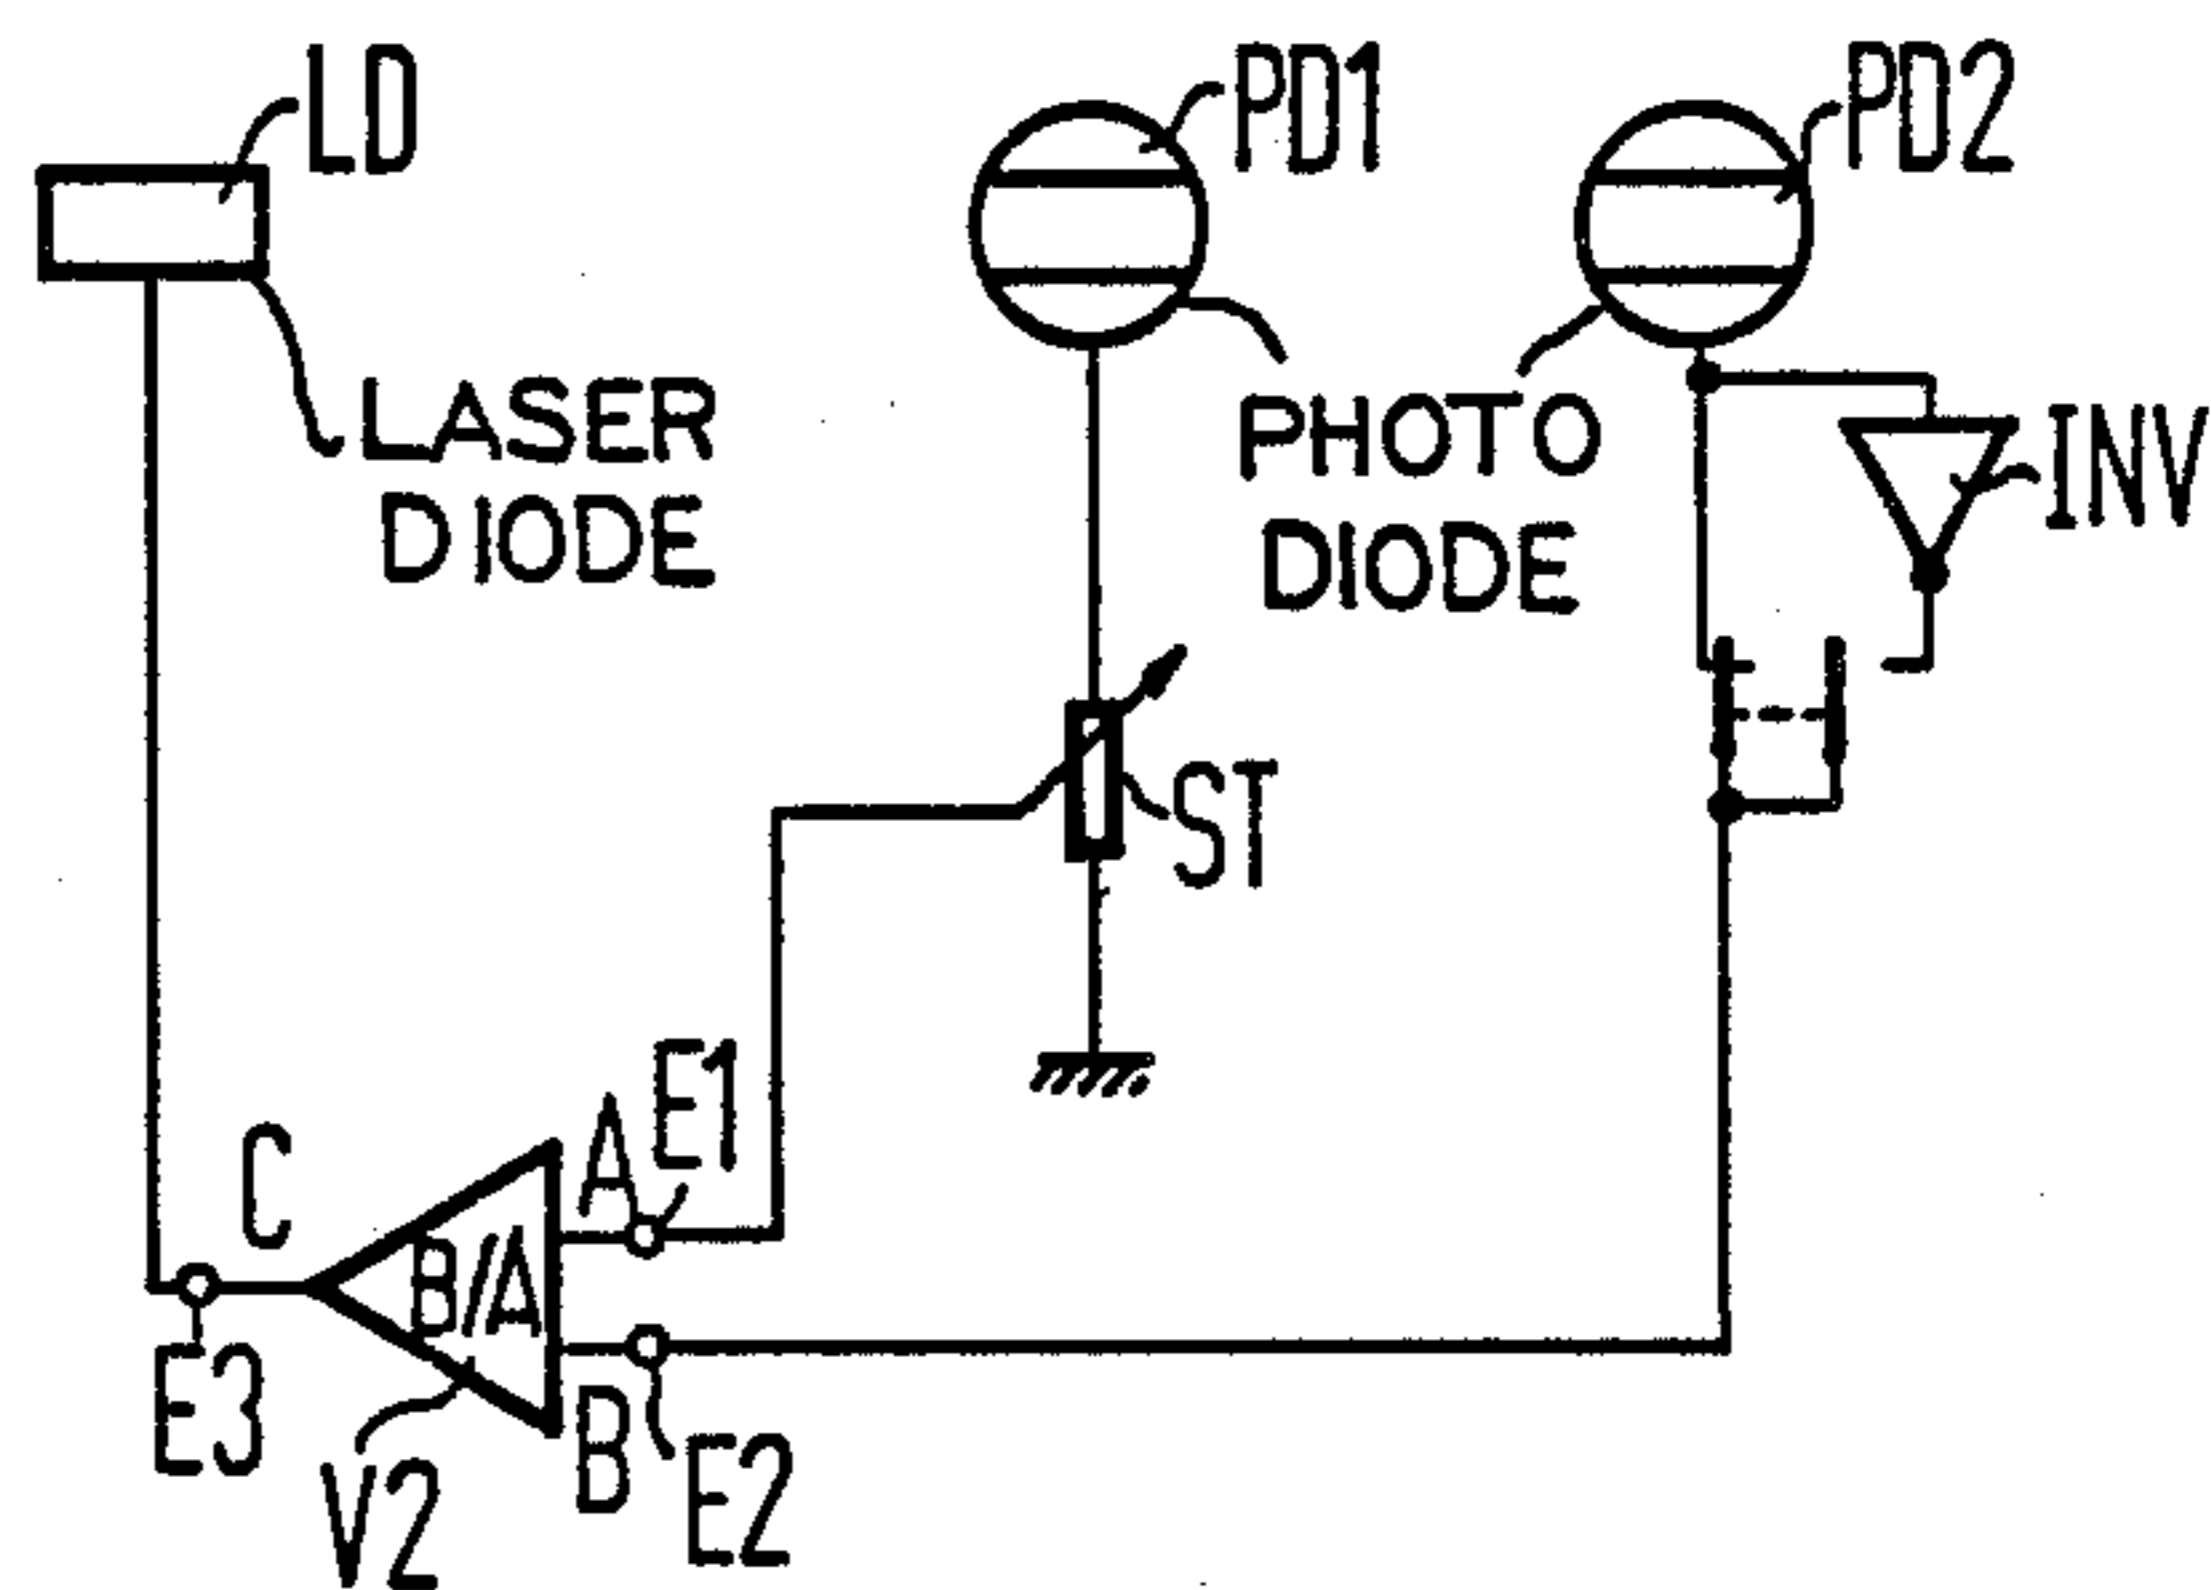 LD
PD1
PD2
LASER
DIODE
PHOTO
DIODE
INV
ST
C
A
E1
B/A
E3
B
E2
V2